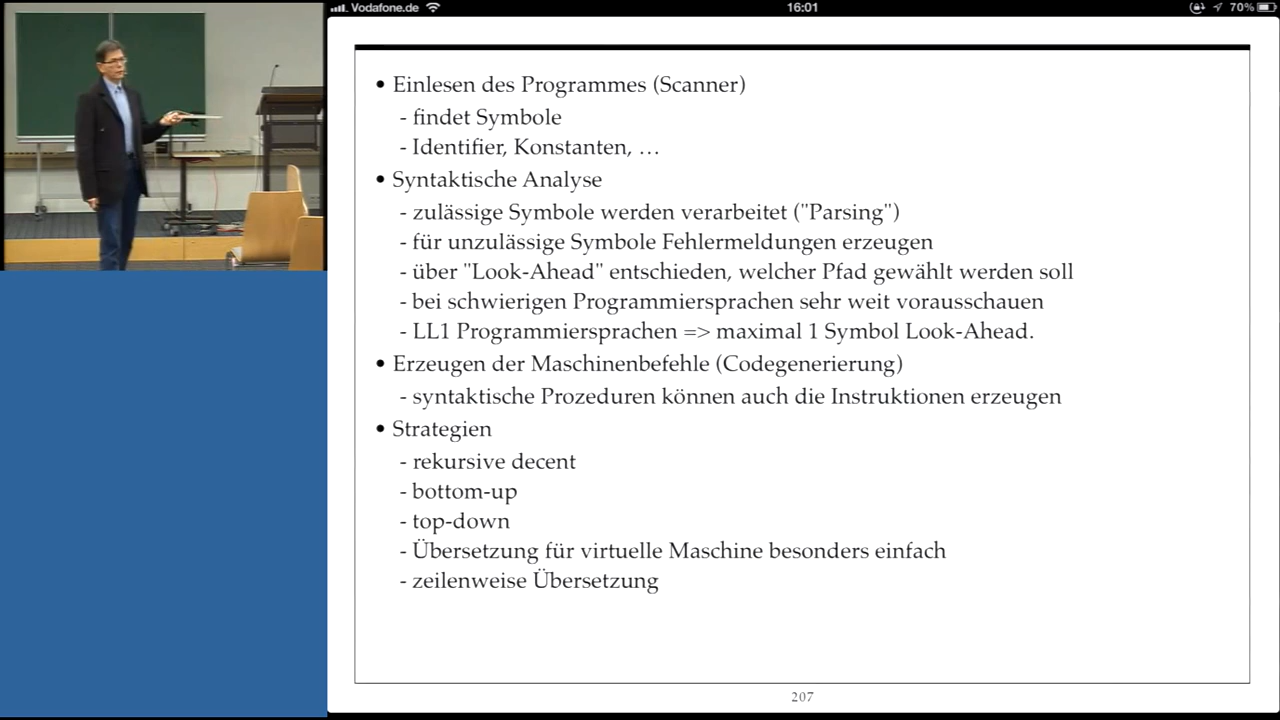 Vodafone.de 16:01 70%
• Einlesen des Programmes (Scanner)
- findet Symbole
- Identifier, Konstanten, …
• Syntaktische Analyse
- zulässige Symbole werden verarbeitet ("Parsing")
- für unzulässige Symbole Fehlermeldungen erzeugen
- über "Look-Ahead" entschieden, welcher Pfad gewählt werden soll
- bei schwierigen Programmiersprachen sehr weit vorausschauen
- LL1 Programmiersprachen => maximal 1 Symbol Look-Ahead.
• Erzeugen der Maschinenbefehle (Codegenerierung)
- syntaktische Prozeduren können auch die Instruktionen erzeugen
• Strategien
- rekursive decent
- bottom-up
- top-down
- Übersetzung für virtuelle Maschine besonders einfach
- zeilenweise Übersetzung
207